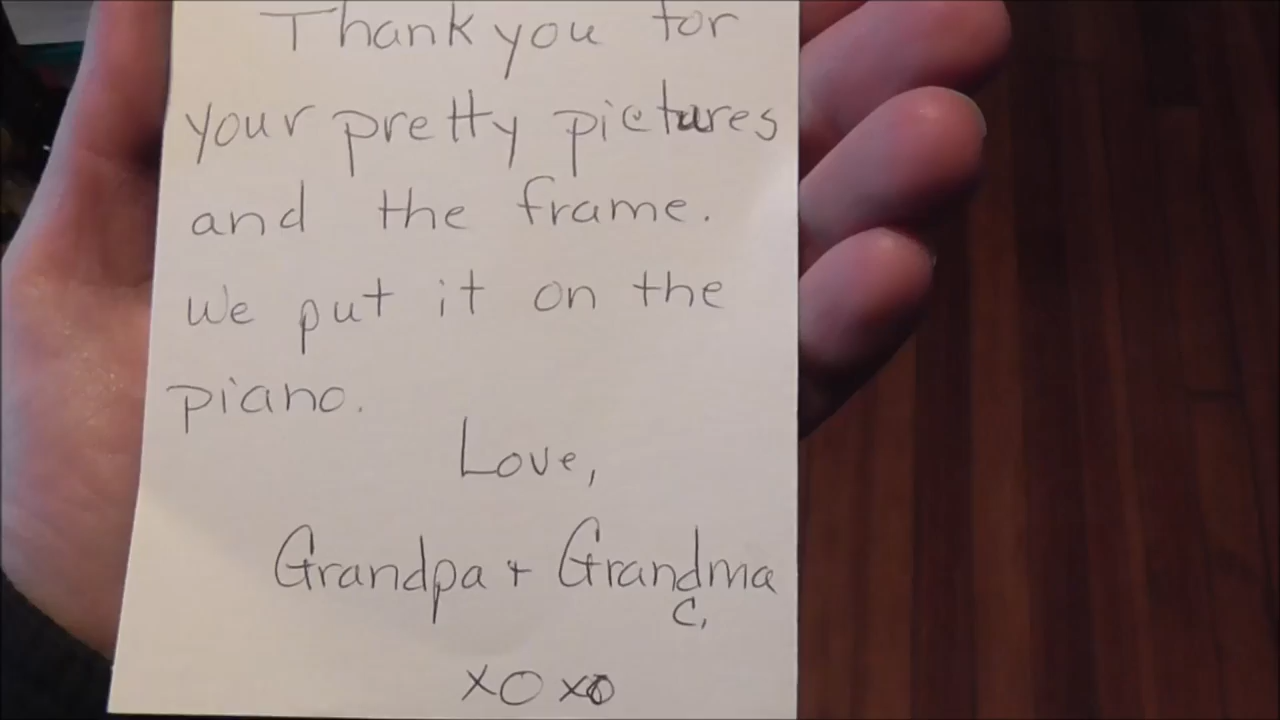 Thank you for
your pretty pictures
and the frame.
We put it on the
piano.
Love,
Grandpa + Grandma
C.
XOXO